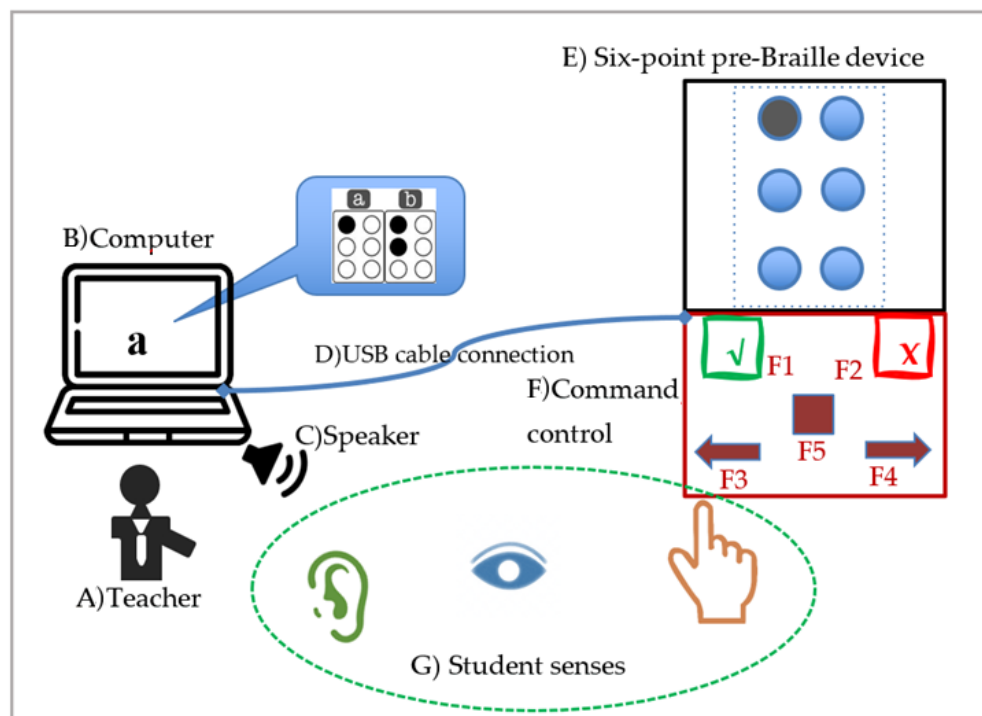 E) Six-point pre-Braille device
a b
B)Computer
a
D)USB cable connection
√ F1 F2 X
F)Command
control
F5
F3 F4
C)Speaker
A)Teacher
G) Student senses